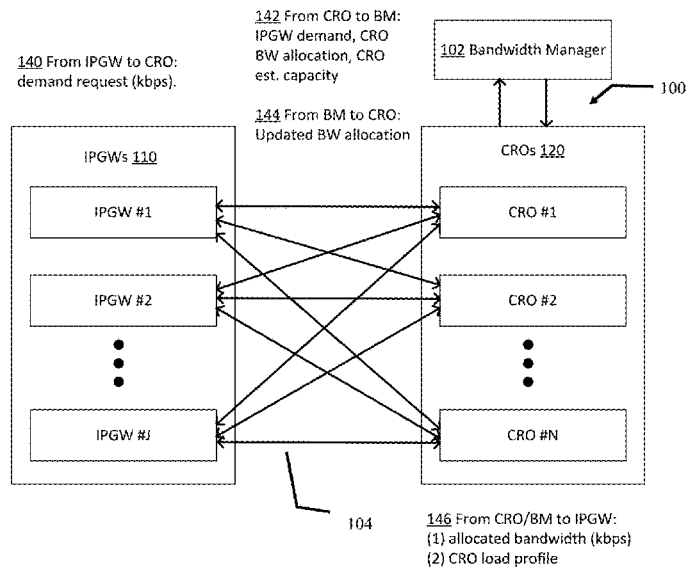 142 From CRO to BM:
IPGW demand, CRO
BW allocation, CRO
est. capacity
102 Bandwidth Manager
140 From IPGW to CRO:
demand request (kbps).
100
144 From BM to CRO:
Updated BW allocation
IPGWs 110
CROs 120
IPGW #1
CRO #1
IPGW #2
CRO #2
IPGW #J
CRO #N
104
146 From CRO/BM to IPGW:
(1) allocated bandwidth (kbps)
(2) CRO load profile